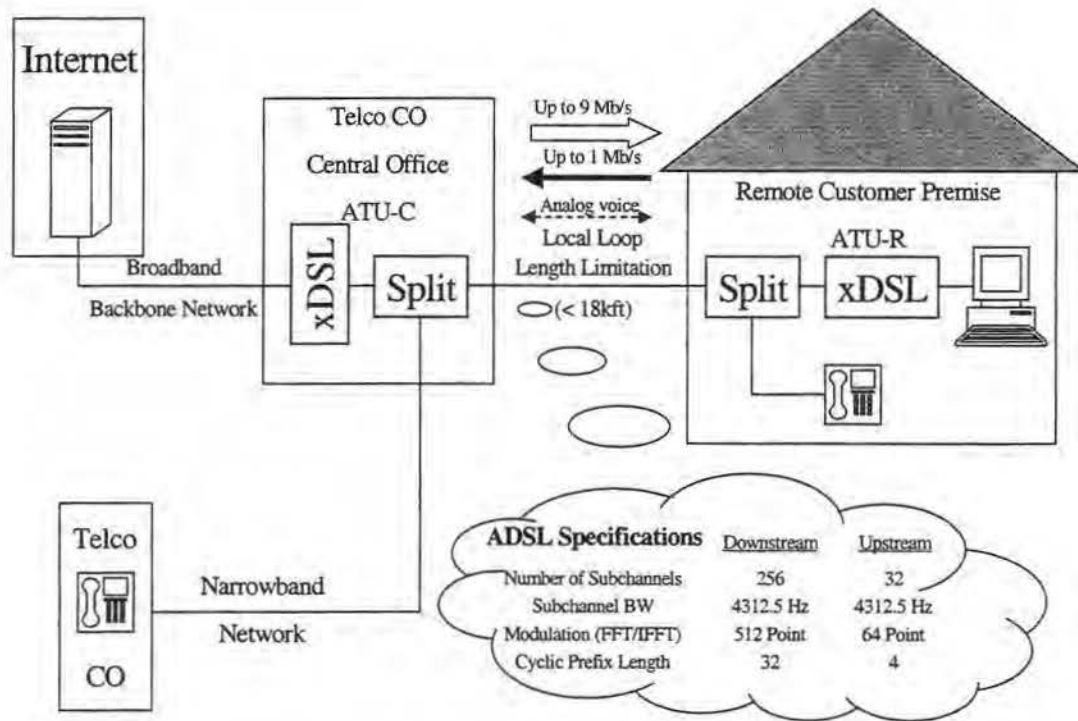 Internet
Telco CO
Central Office
ATU-C
xDSL
Split
Broadband
Backbone Network
Up to 9 Mb/s
Up to 1 Mb/s
Analog voice
Local Loop
Length Limitation
(< 18kft)
Remote Customer Premise
ATU-R
Split
xDSL
Telco
CO
Narrowband
Network
ADSL Specifications Downstream Upstream
Number of Subchannels 256 32
Subchannel BW 4312.5 Hz 4312.5 Hz
Modulation (FFT/IFFT) 512 Point 64 Point
Cyclic Prefix Length 32 4